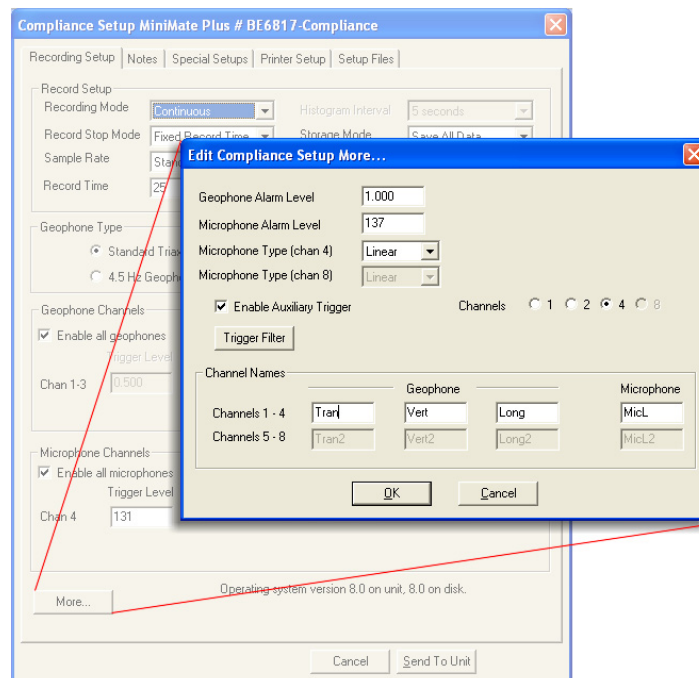 Compliance Setup MiniMate Plus # BE6817-Compliance
Recording Setup Notes Special Setups Printer Setup Setup Files
Record Setup
Recording Mode Continuous Histogram Interval 5 seconds
Record Stop Mode Fixed Record Time Storage Mode Save All Data
Sample Rate
Record Time 25
Geophone Type
Standard
4.5 Hz
Geophone Channels
Enable all geophones
Trigger Level
Chan 1-3 0.500
Microphone Channels
Enable all microphones
Trigger Level
Chan 4 131
More...
Operating system version 8.0 on unit, 8.0 on disk.
Cancel Send To Unit
Edit Compliance Setup More...
Geophone Alarm Level 1.000
Microphone Alarm Level 137
Microphone Type (chan 4) Linear
Microphone Type (chan 8) Linear
Enable Auxiliary Trigger Channels 1 2 4 8
Trigger Filter
Channel Names
Geophone Microphone
Channels 1 - 4 Tran Vert Long MicL
Channels 5 - 8 Tran2 Vert2 Long2 MicL2
OK Cancel